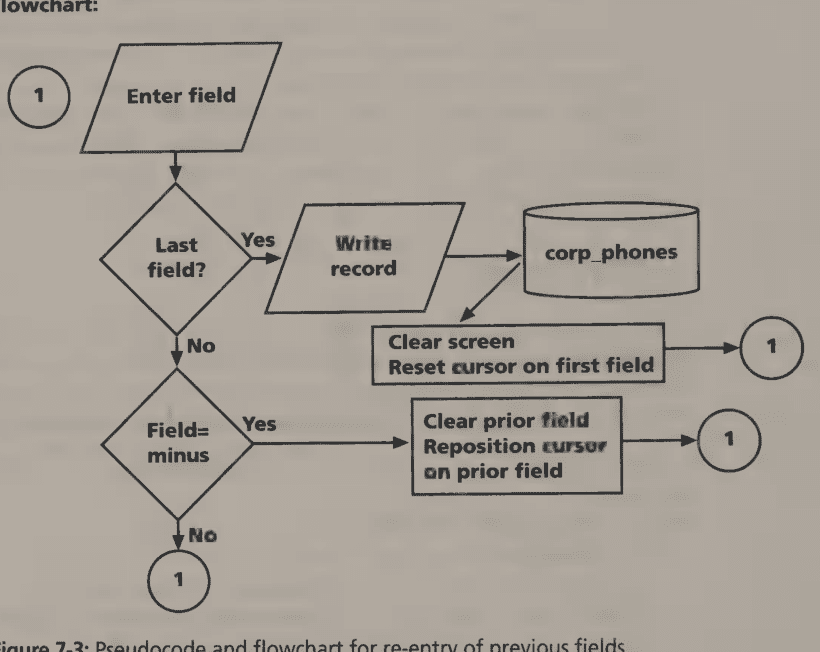 lowchart:
1
Enter field
Last
field?
Yes
Write
record
corp_phones
Clear screen
Reset cursor on first field
1
No
Field=
minus
Yes
Clear prior field
Reposition cursor
on prior field
1
No
1
igure 7-3: Pseudocode and flowchart for re-entry of previous fields